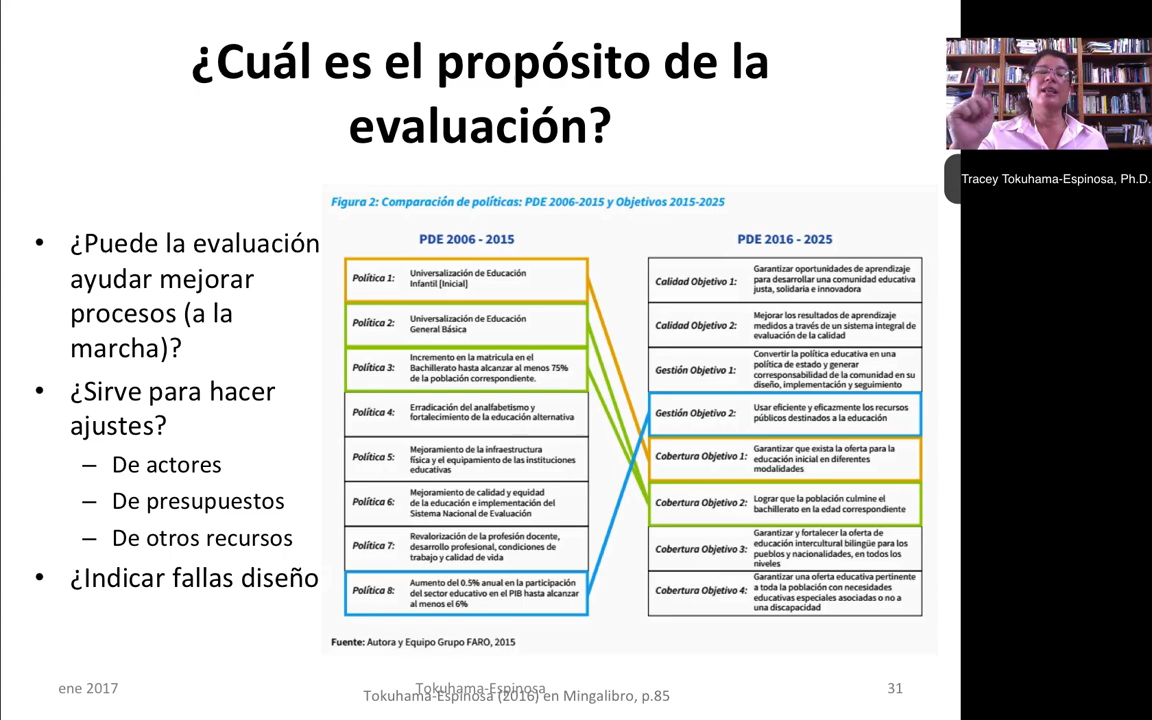 ¿Cuál es el propósito de la
evaluación?
• ¿Puede la evaluación
ayudar mejorar
procesos (a la
marcha)?
• ¿Sirve para hacer
ajustes?
– De actores
– De presupuestos
– De otros recursos
• ¿Indicar fallas diseño
Figura 2: Comparación de políticas: PDE 2006-2015 y Objetivos 2015-2025
PDE 2006 - 2015
Política 1:
Universalización de Educación
Infantil [Inicial]
Política 2:
Universalización de Educación
General Básica
Política 3:
Incremento en la matricula en el
Bachillerato hasta alcanzar al menos 75%
de la población correspondiente.
Política 4:
Erradicación del analfabetismo y
fortalecimiento de la educación alternativa
Política 5:
Mejoramiento de la infraestructura
física y el equipamiento de las instituciones
educativas
Política 6:
Mejoramiento de calidad y equidad
de la educación e implementación del
Sistema Nacional de Evaluación
Política 7:
Revalorización de la profesión docente,
desarrollo profesional, condiciones de
trabajo y calidad de vida
Política 8:
Aumento del 0.5% anual en la participación
del sector educativo en el PIB hasta alcanzar
al menos el 6%
PDE 2016 - 2025
Calidad Objetivo 1:
Garantizar oportunidades de aprendizaje
para desarrollar una comunidad educativa
justa, solidaria e innovadora
Calidad Objetivo 2:
Mejorar los resultados de aprendizaje
medidos a través de un sistema integral de
evaluación de la calidad
Gestión Objetivo 1:
Convertir la política educativa en una
política de estado y generar
corresponsabilidad de la comunidad en su
diseño, implementación y seguimiento
Gestión Objetivo 2:
Usar eficiente y eficazmente los recursos
públicos destinados a la educación
Cobertura Objetivo 1:
Garantizar que exista la oferta para la
educación inicial en diferentes
modalidades
Cobertura Objetivo 2:
Lograr que la población culmine el
bachillerato en la edad correspondiente
Cobertura Objetivo 3:
Garantizar y fortalecer la oferta de
educación intercultural bilingüe para los
pueblos y nacionalidades, en todos los
niveles
Cobertura Objetivo 4:
Garantizar una oferta educativa pertinente
a toda la población con necesidades
educativas especiales asociadas o no a
una discapacidad
Fuente: Autora y Equipo Grupo FARO, 2015
ene 2017
Tokuhama-Espinosa
Tokuhama-Espinosa (2016) en Mingalibro, p.85
31
Tracey Tokuhama-Espinosa, Ph.D.